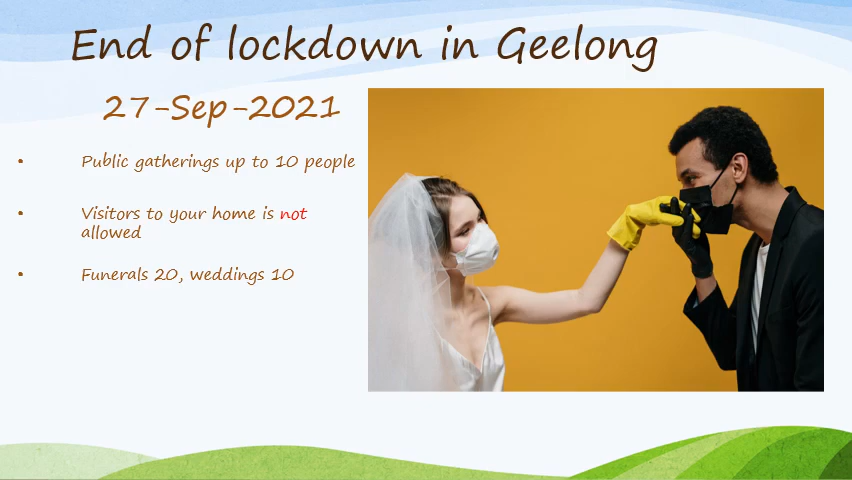 End of lockdown in Geelong
27-Sep-2021
• Public gatherings up to 10 people
• Visitors to your home is not
allowed
• Funerals 20, weddings 10